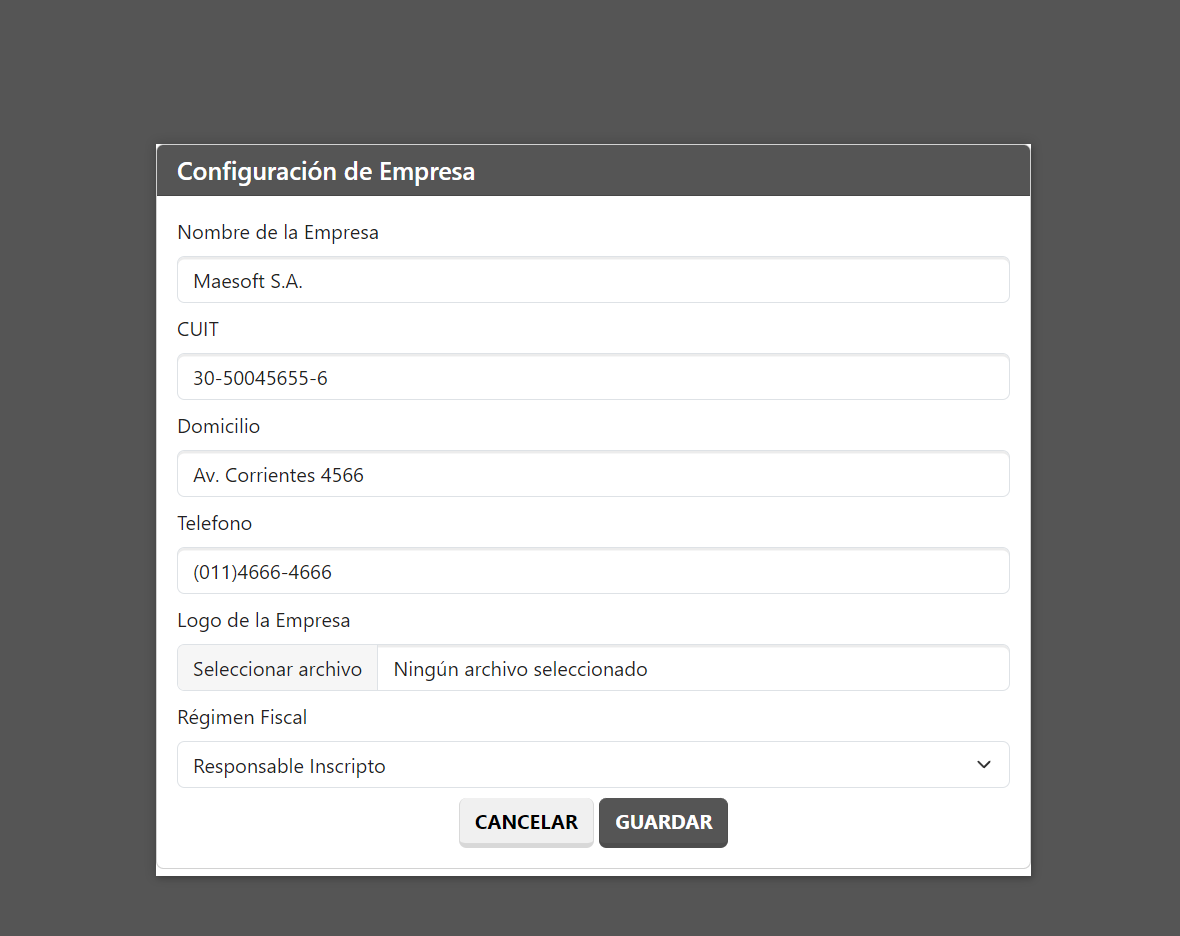 Configuración de Empresa
Nombre de la Empresa
Maesoft S.A.
CUIT
30-50045655-6
Domicilio
Av. Corrientes 4566
Telefono
(011)4666-4666
Logo de la Empresa
Seleccionar archivo Ningún archivo seleccionado
Régimen Fiscal
Responsable Inscripto
CANCELAR GUARDAR